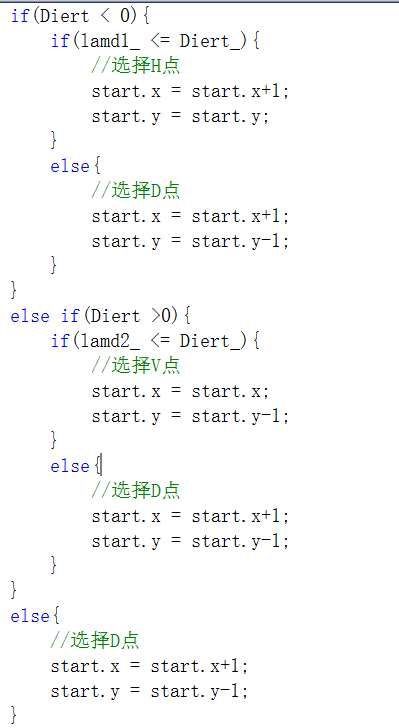 if(Diert < 0){
    if(lamd1_ <= Diert_){
        //选择H点
        start.x = start.x+1;
        start.y = start.y;
    }
    else{
        //选择D点
        start.x = start.x+1;
        start.y = start.y-1;
    }
}
else if(Diert >0){
    if(lamd2_ <= Diert_){
        //选择V点
        start.x = start.x;
        start.y = start.y-1;
    }
    else{
        //选择D点
        start.x = start.x+1;
        start.y = start.y-1;
    }
}
else{
    //选择D点
    start.x = start.x+1;
    start.y = start.y-1;
}